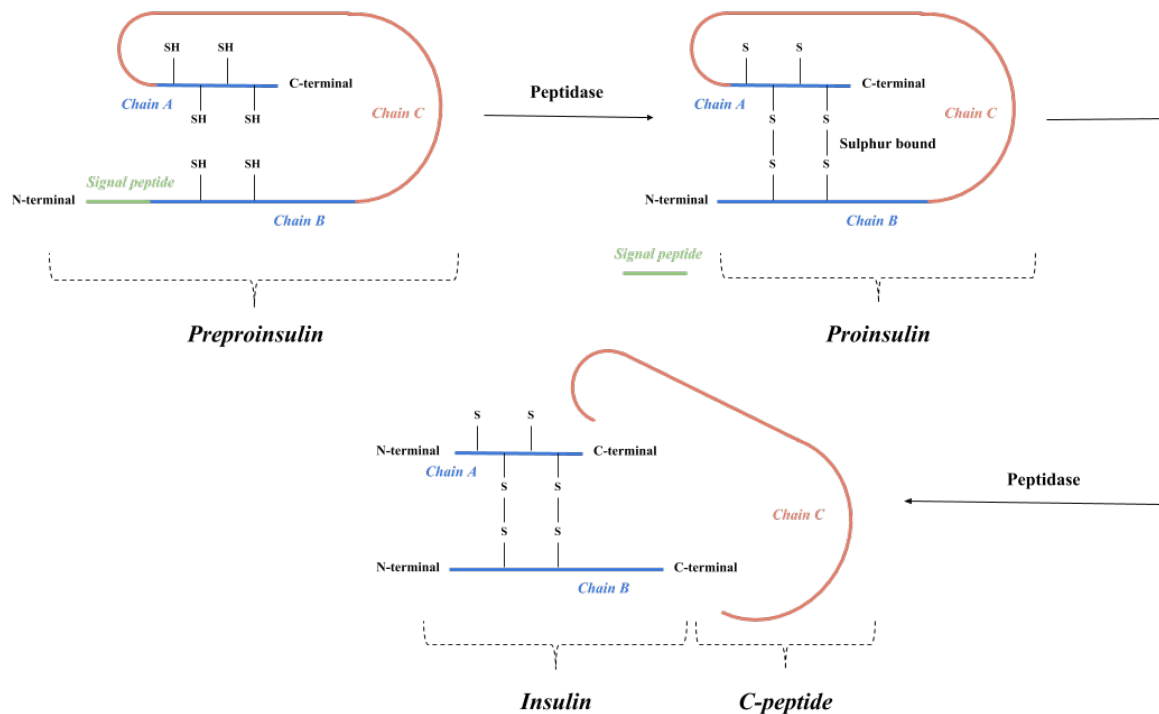 SH SH
C-terminal
Chain A
SH SH
Chain C
SH SH
Signal peptide
N-terminal
Chain B
Preproinsulin
Peptidase
S S
C-terminal
Chain A
S S
Chain C
Sulphur bound
S S
N-terminal
Chain B
Signal peptide
Proinsulin
Peptidase
S S
N-terminal C-terminal
Chain A
S S
Chain C
S S
N-terminal C-terminal
Chain B
Insulin C-peptide